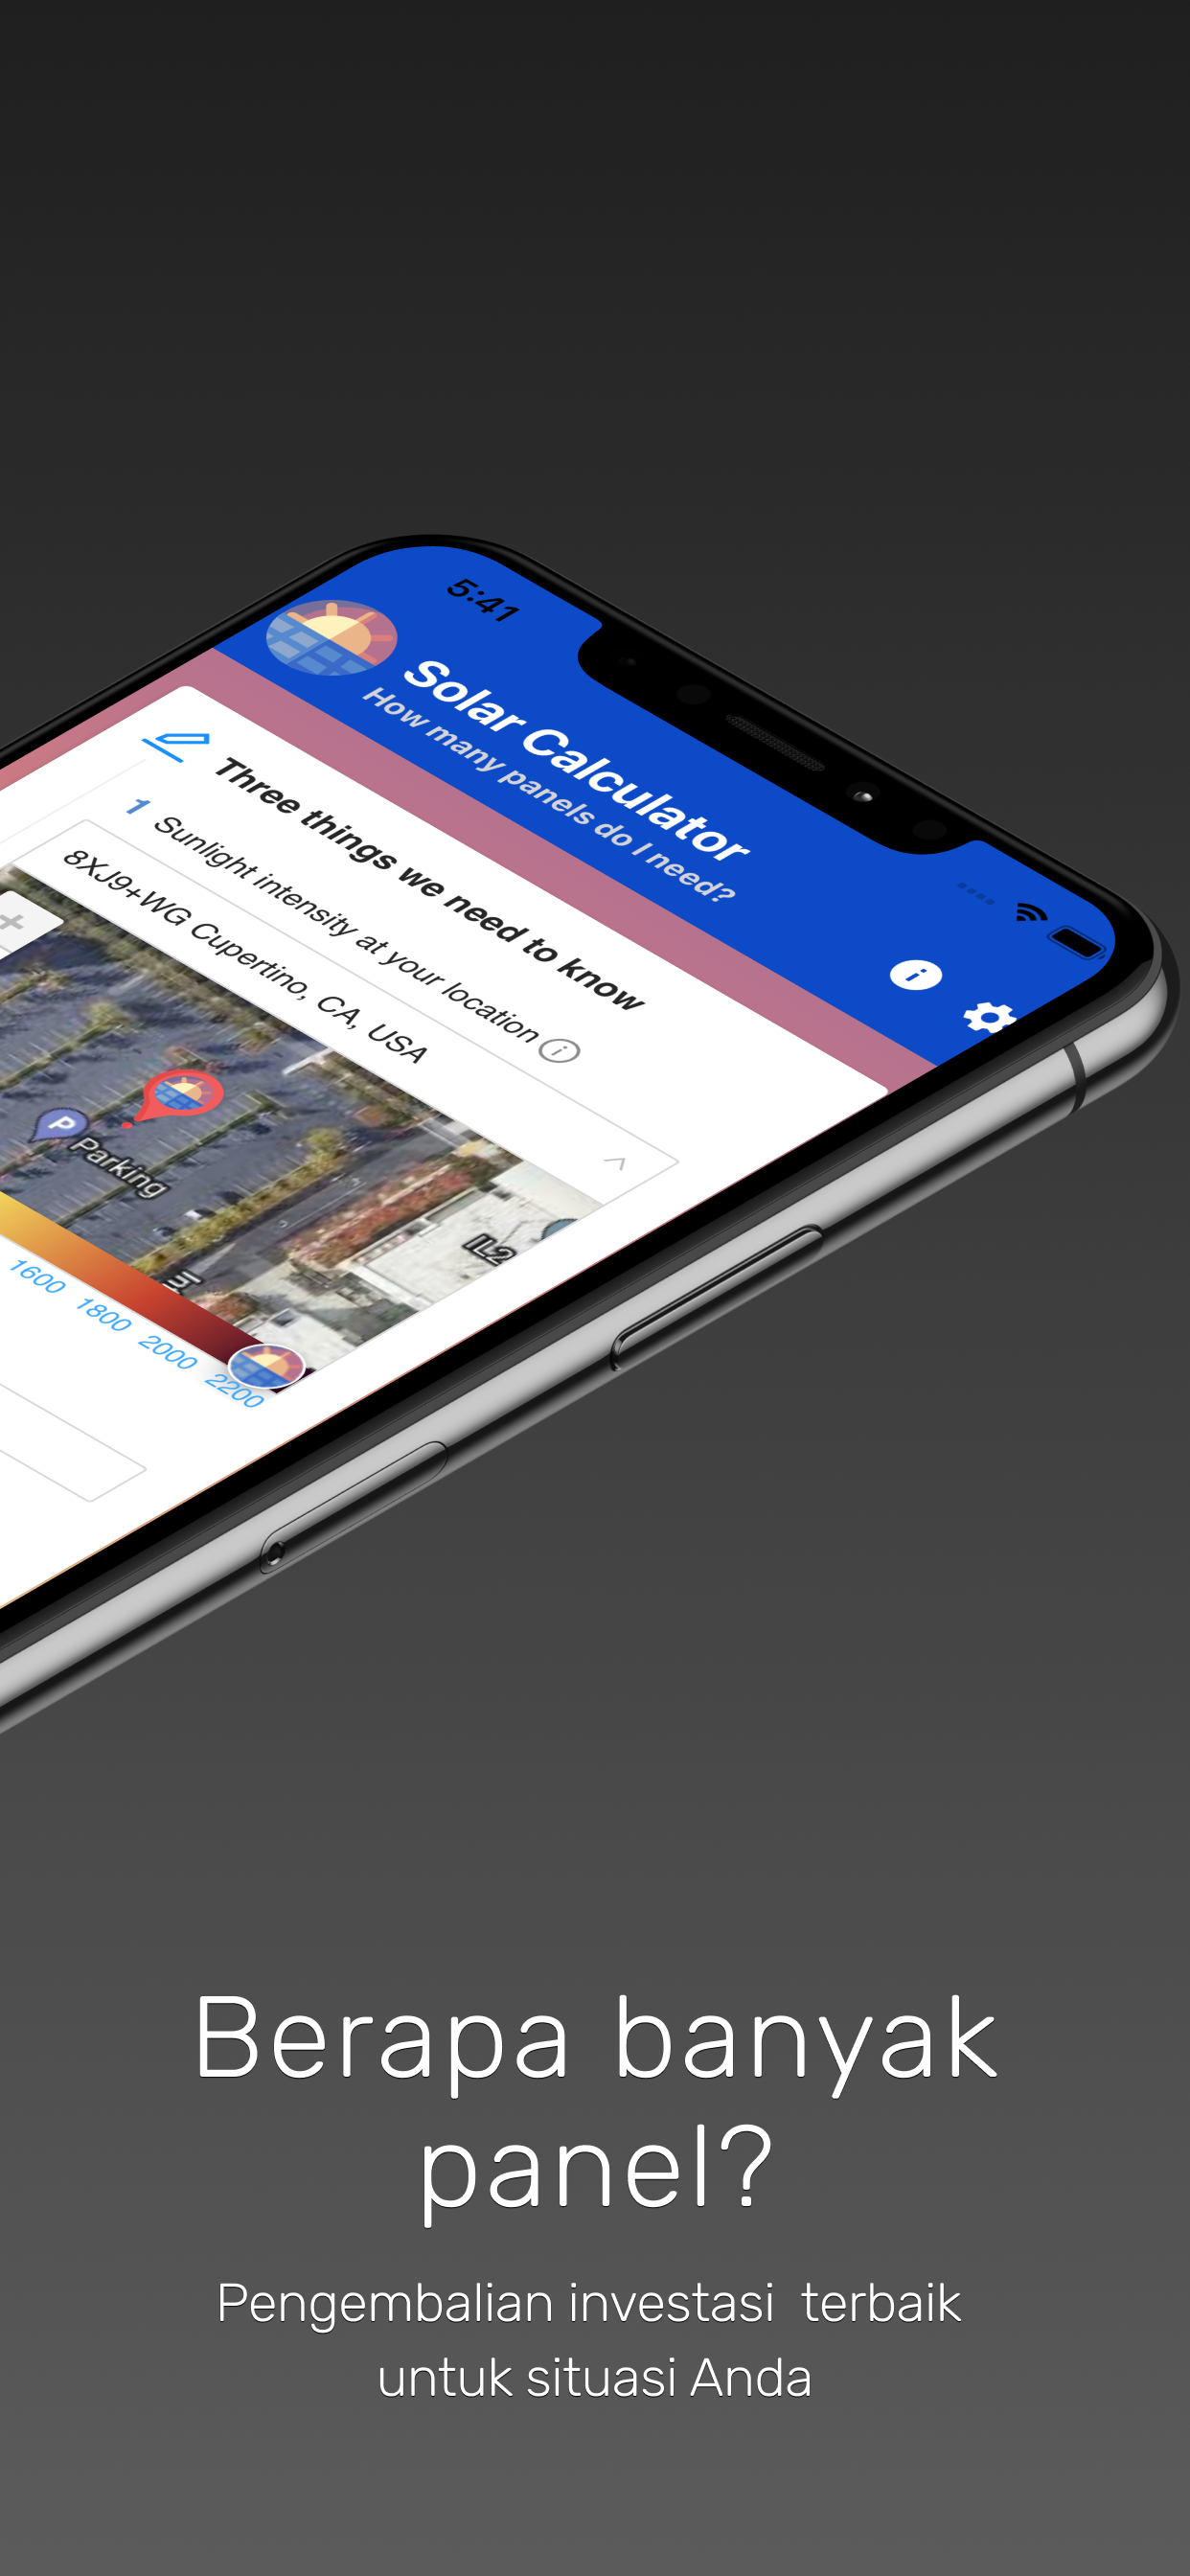 5:41
Solar Calculator
How many panels do I need?
Three things we need to know
1 Sunlight intensity at your location
8XJ9+WG Cupertino, CA, USA
P Parking
IL2
1600 1800 2000 2200
Berapa banyak
panel?
Pengembalian investasi terbaik
untuk situasi Anda